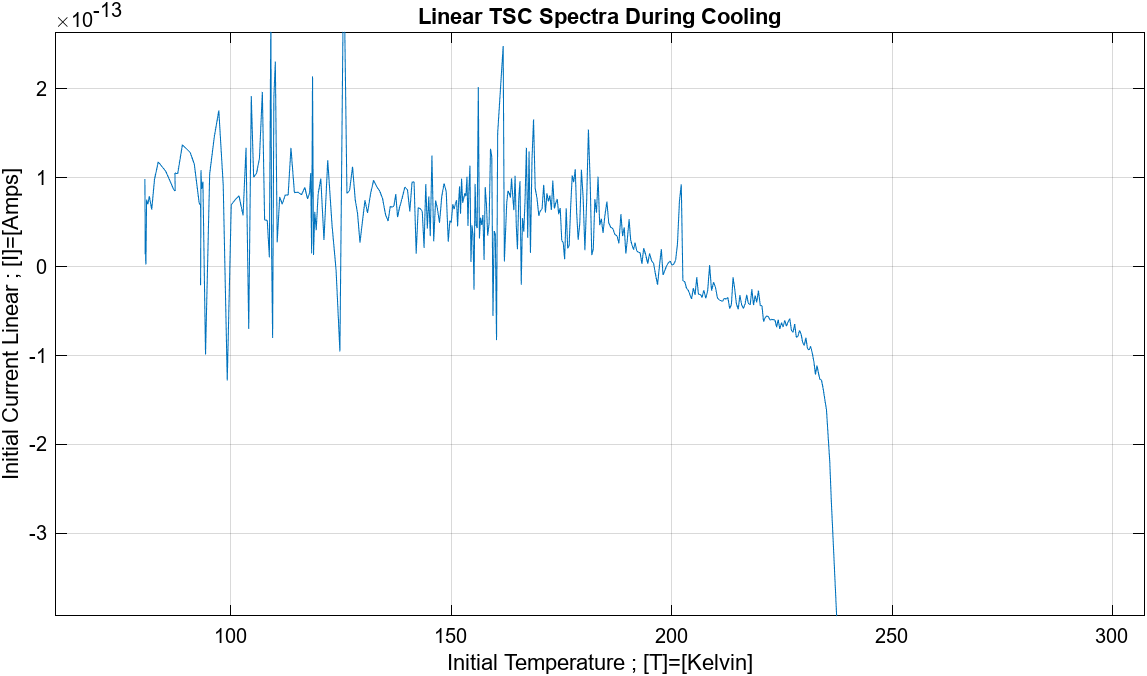 Linear TSC Spectra During Cooling
×10-13
2
1
0
-1
-2
-3
Initial Current Linear ; [I]=[Amps]
100 150 200 250 300
Initial Temperature ; [T]=[Kelvin]